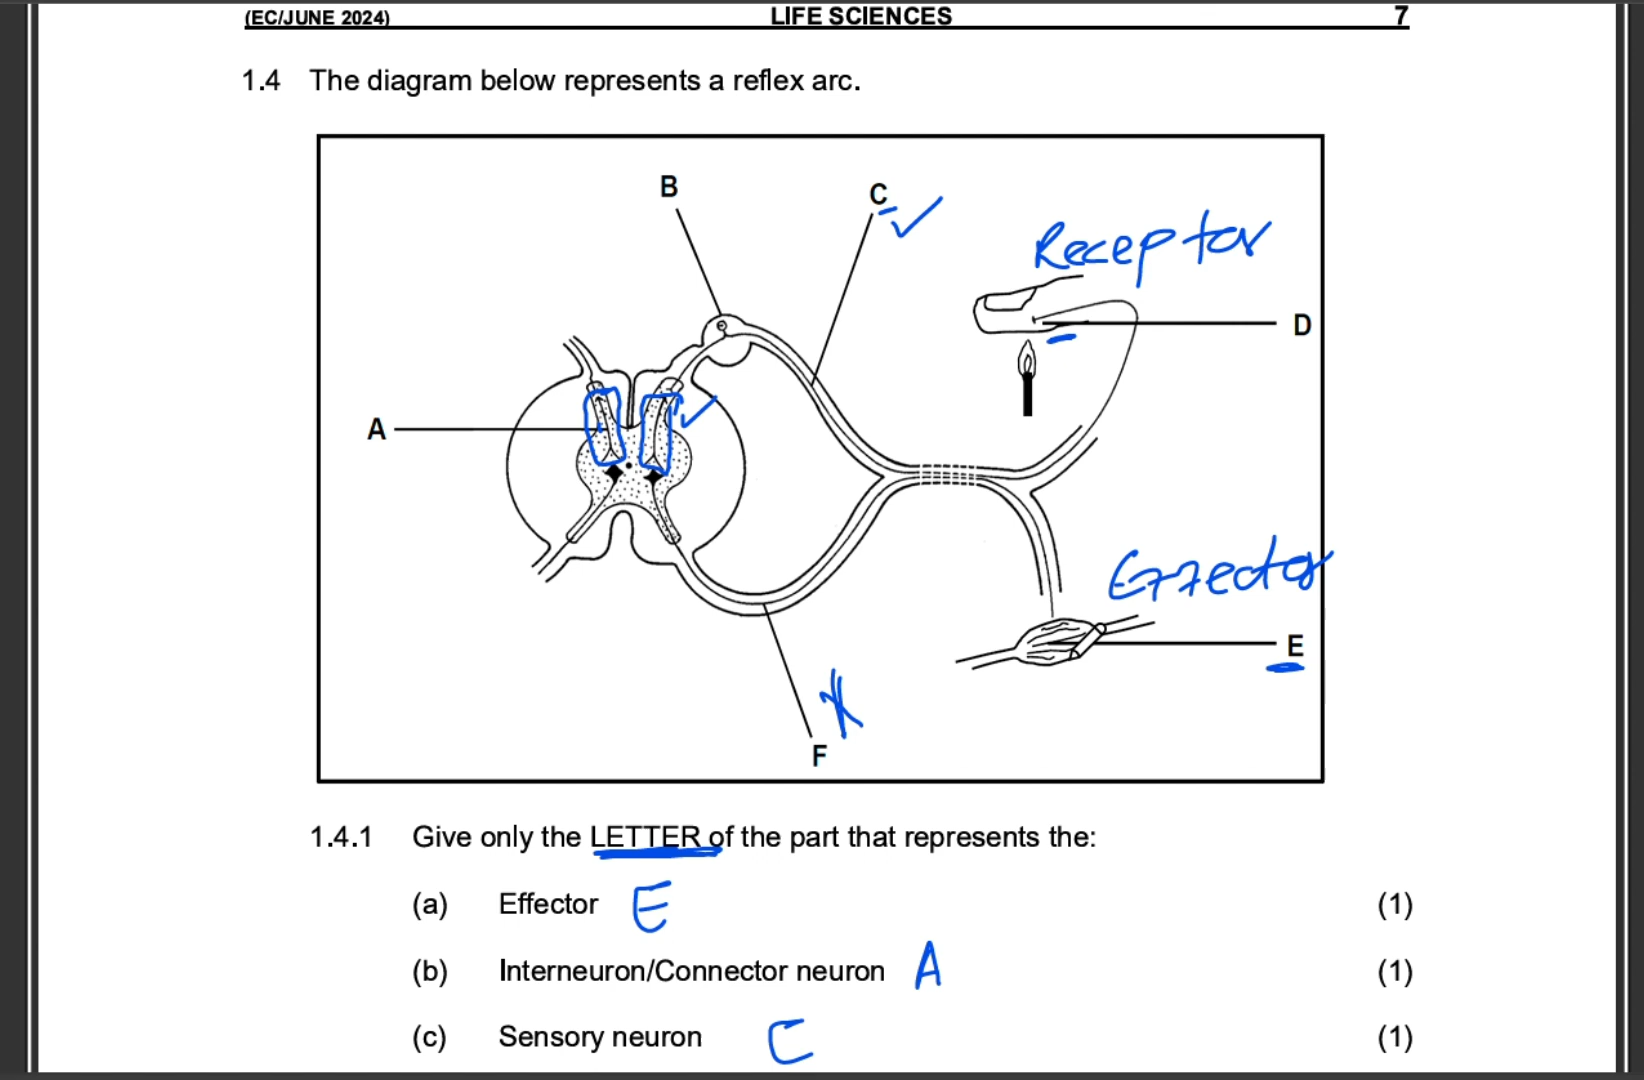 (EC/JUNE 2024) LIFE SCIENCES 7
1.4 The diagram below represents a reflex arc.
B
C
Receptor
D
A
Effector
E
F
1.4.1 Give only the LETTER of the part that represents the:
(a) Effector E (1)
(b) Interneuron/Connector neuron A (1)
(c) Sensory neuron C (1)